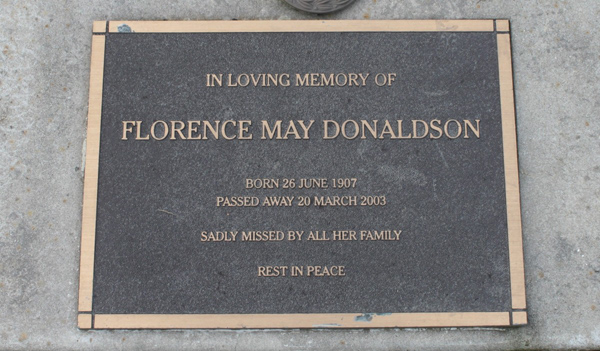 IN LOVING MEMORY OF
FLORENCE MAY DONALDSON
BORN 26 JUNE 1907
PASSED AWAY 20 MARCH 2003
SADLY MISSED BY ALL HER FAMILY
REST IN PEACE